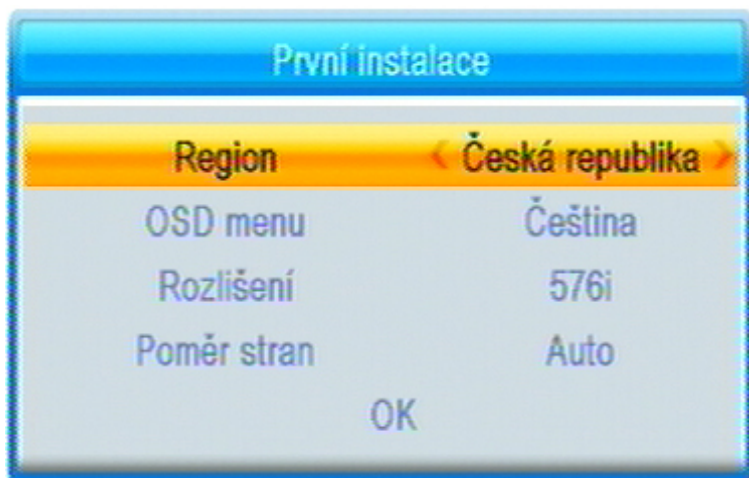 První instalace
Region < Česká republika >
OSD menu Čeština
Rozlišení 576i
Poměr stran Auto
OK